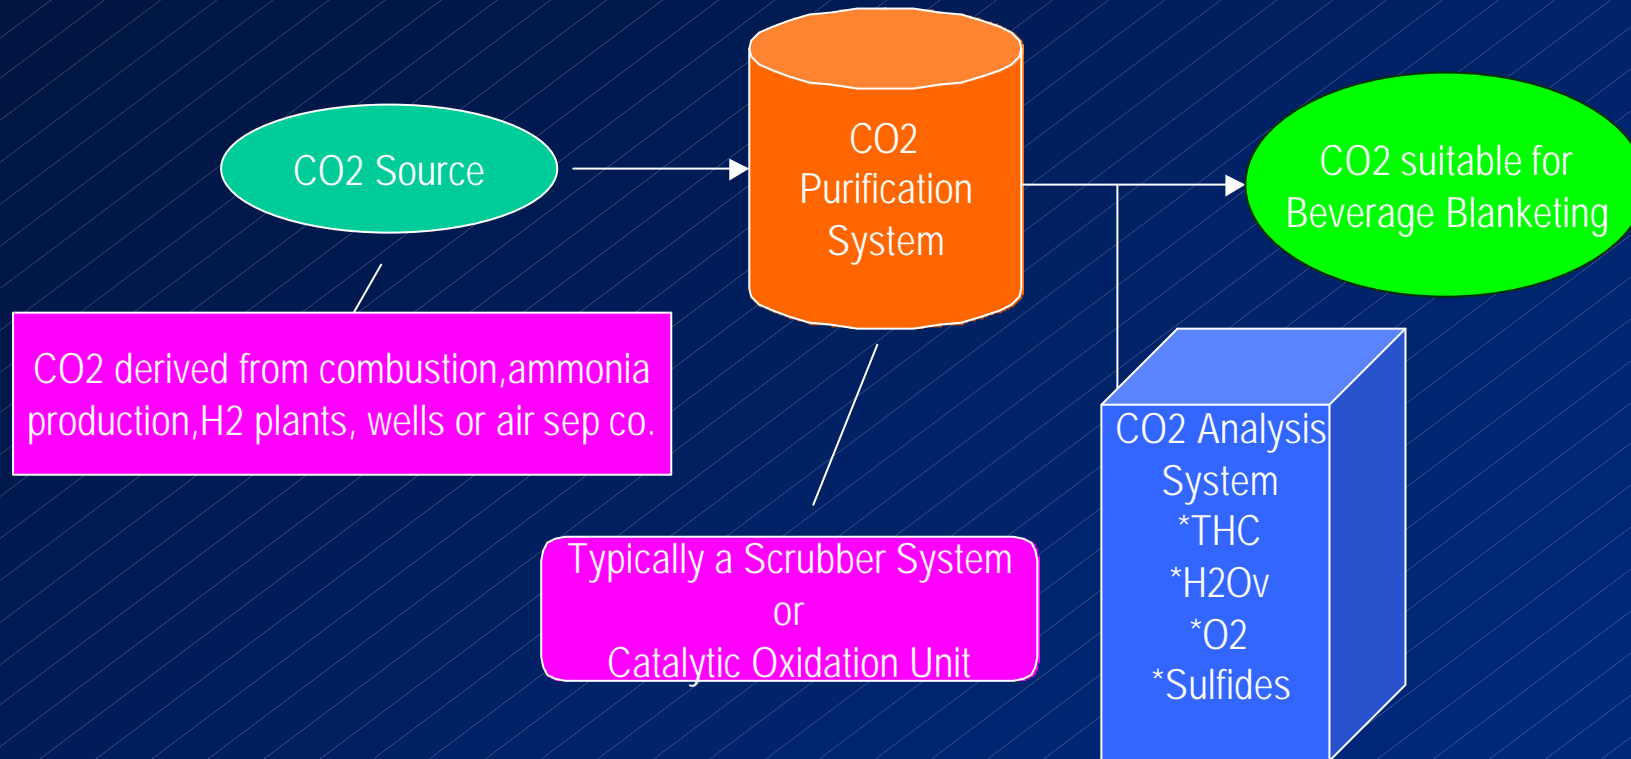 CO2 Source
CO2
Purification
System
CO2 suitable for
Beverage Blanketing
CO2 derived from combustion,ammonia
production,H2 plants, wells or air sep co.
Typically a Scrubber System
or
Catalytic Oxidation Unit
CO2 Analysis
System
*THC
*H2Ov
*O2
*Sulfides